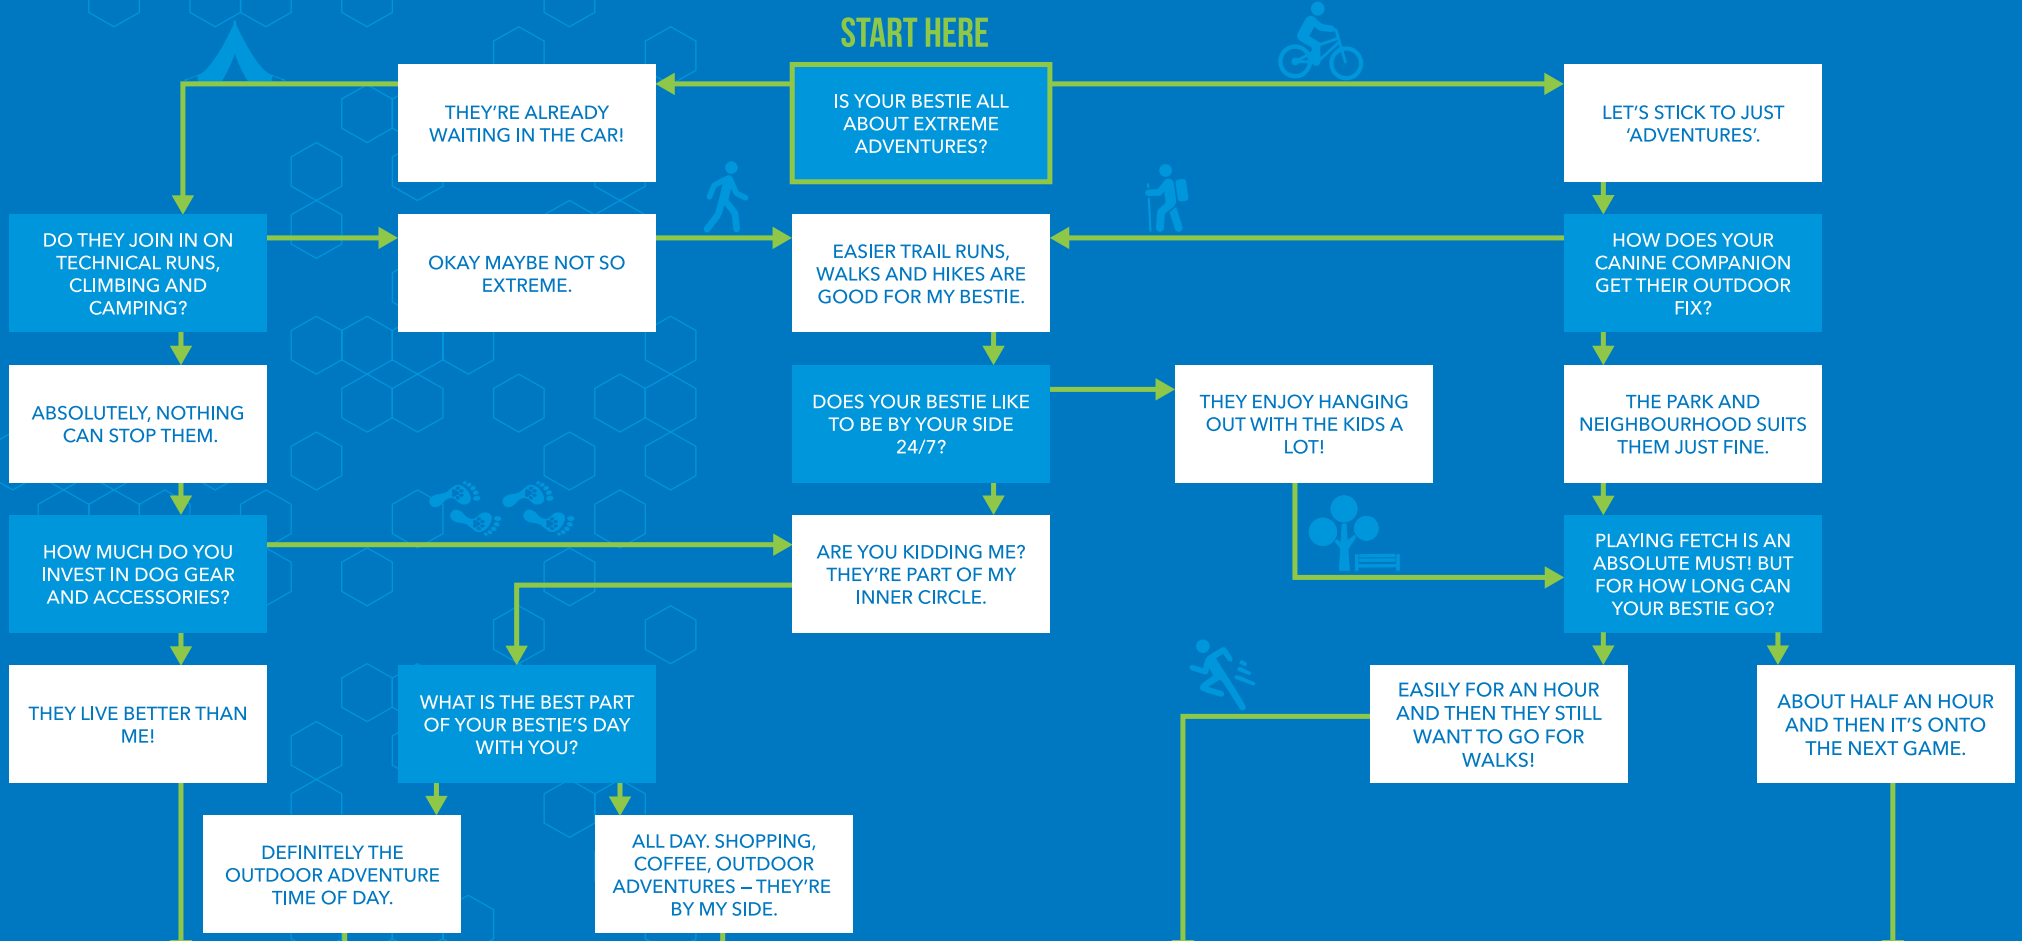 START HERE
THEY'RE ALREADY
WAITING IN THE CAR!
IS YOUR BESTIE ALL
ABOUT EXTREME
ADVENTURES?
LET'S STICK TO JUST
‘ADVENTURES’.
DO THEY JOIN IN ON
TECHNICAL RUNS,
CLIMBING AND
CAMPING?
OKAY MAYBE NOT SO
EXTREME.
EASIER TRAIL RUNS,
WALKS AND HIKES ARE
GOOD FOR MY BESTIE.
HOW DOES YOUR
CANINE COMPANION
GET THEIR OUTDOOR
FIX?
ABSOLUTELY, NOTHING
CAN STOP THEM.
DOES YOUR BESTIE LIKE
TO BE BY YOUR SIDE
24/7?
THEY ENJOY HANGING
OUT WITH THE KIDS A
LOT!
THE PARK AND
NEIGHBOURHOOD SUITS
THEM JUST FINE.
HOW MUCH DO YOU
INVEST IN DOG GEAR
AND ACCESSORIES?
ARE YOU KIDDING ME?
THEY'RE PART OF MY
INNER CIRCLE.
PLAYING FETCH IS AN
ABSOLUTE MUST! BUT
FOR HOW LONG CAN
YOUR BESTIE GO?
THEY LIVE BETTER THAN
ME!
WHAT IS THE BEST PART
OF YOUR BESTIE'S DAY
WITH YOU?
EASILY FOR AN HOUR
AND THEN THEY STILL
WANT TO GO FOR
WALKS!
ABOUT HALF AN HOUR
AND THEN IT'S ONTO
THE NEXT GAME.
DEFINITELY THE
OUTDOOR ADVENTURE
TIME OF DAY.
ALL DAY. SHOPPING,
COFFEE, OUTDOOR
ADVENTURES – THEY'RE
BY MY SIDE.